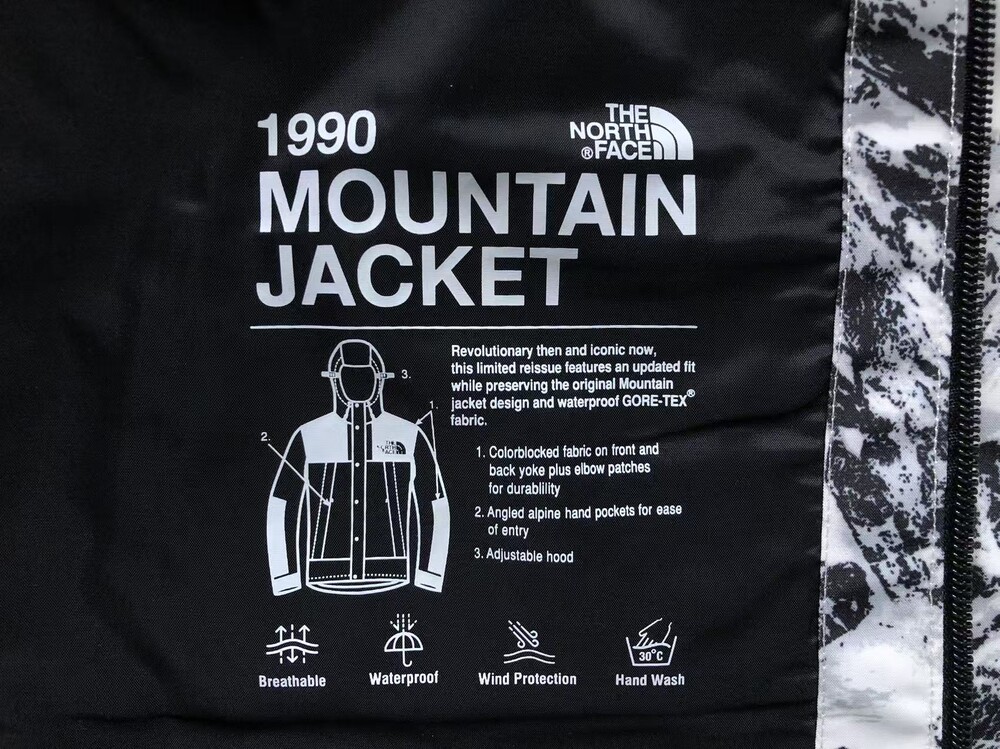 1990
THE
NORTH
®FACE
MOUNTAIN
JACKET
Revolutionary then and iconic now,
this limited reissue features an updated fit
while preserving the original Mountain
jacket design and waterproof GORE-TEX®
fabric.
3.
1.
2.
THE
NORTH
FACE
1. Colorblocked fabric on front and
back yoke plus elbow patches
for durablility
2. Angled alpine hand pockets for ease
of entry
3. Adjustable hood
30°C
Breathable
Waterproof
Wind Protection
Hand Wash